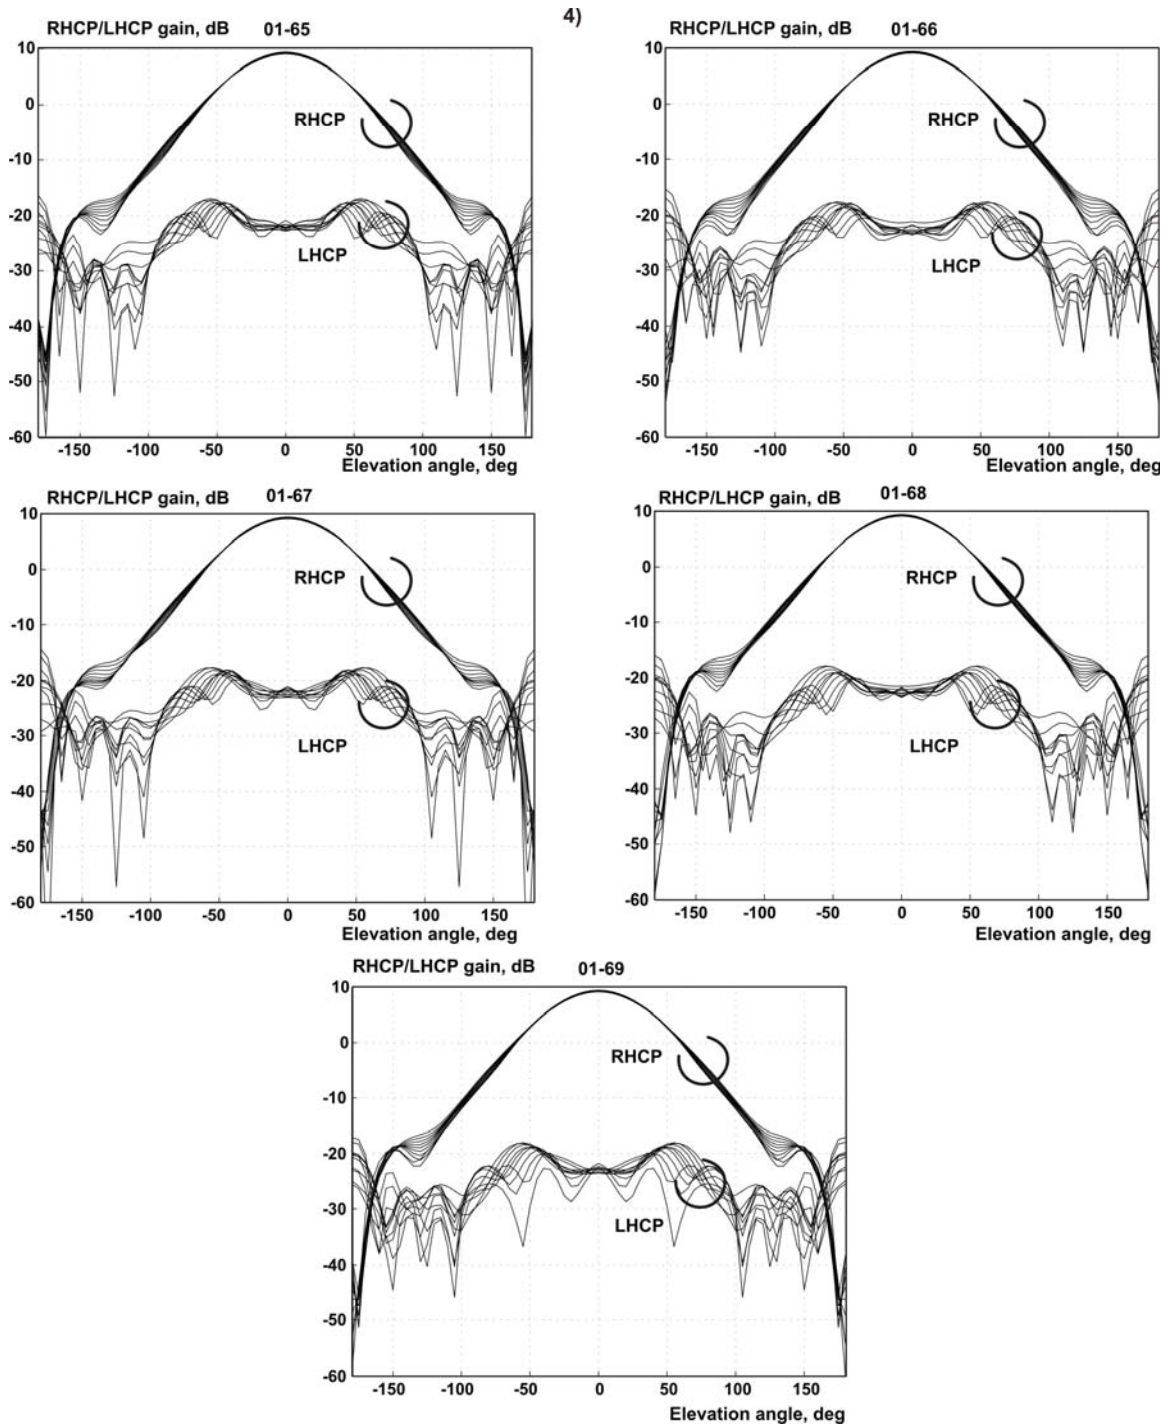 4)
RHCP/LHCP gain, dB 01-65
10
0
-10
-20
-30
-40
-50
-60
RHCP
LHCP
-150 -100 -50 0 50 100 150
Elevation angle, deg
RHCP/LHCP gain, dB 01-66
10
0
-10
-20
-30
-40
-50
-60
RHCP
LHCP
-150 -100 -50 0 50 100 150
Elevation angle, deg
RHCP/LHCP gain, dB 01-67
10
0
-10
-20
-30
-40
-50
-60
RHCP
LHCP
-150 -100 -50 0 50 100 150
Elevation angle, deg
RHCP/LHCP gain, dB 01-68
10
0
-10
-20
-30
-40
-50
-60
RHCP
LHCP
-150 -100 -50 0 50 100 150
Elevation angle, deg
RHCP/LHCP gain, dB 01-69
10
0
-10
-20
-30
-40
-50
-60
RHCP
LHCP
-150 -100 -50 0 50 100 150
Elevation angle, deg